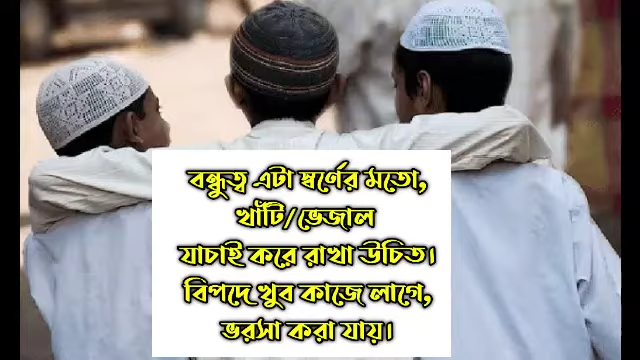 বন্ধুত্ব এটা স্বর্ণের মতো,
খাঁটি/ভেজাল
যাচাই করে রাখা উচিত।
বিপদে খুব কাজে লাগে,
ভরসা করা যায়।